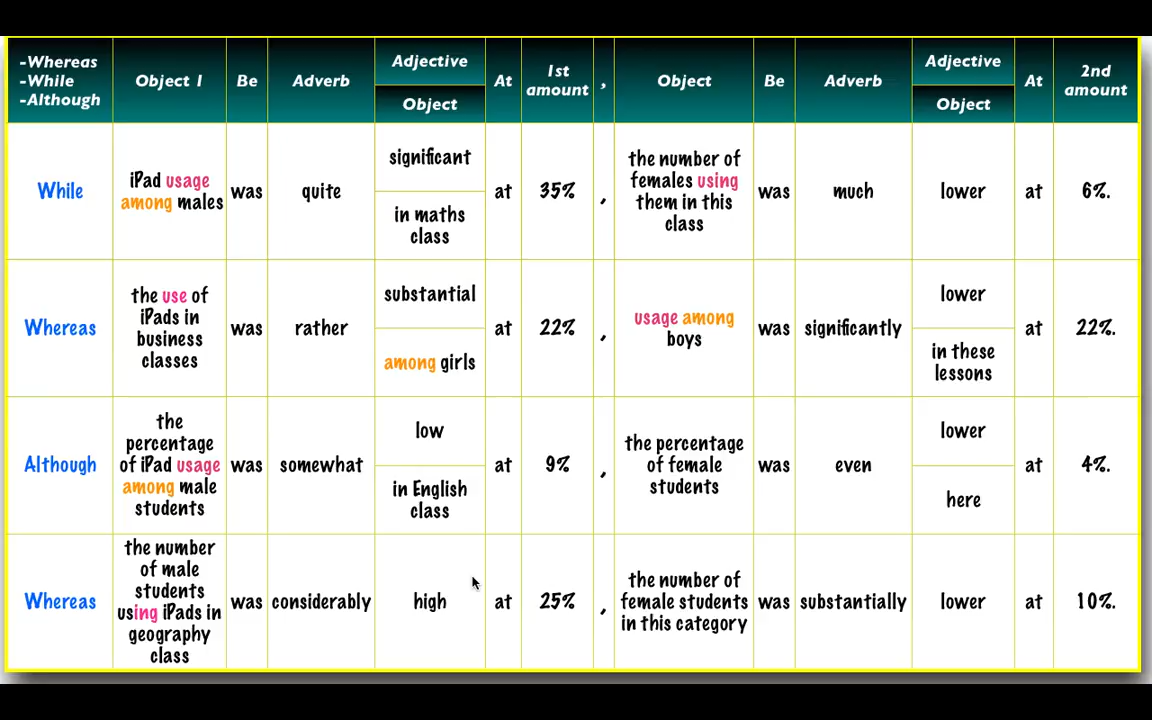 -Whereas
-While
-Although
Object 1
Be
Adverb
Adjective
Object
At
1st
amount
,
Object
Be
Adverb
Adjective
Object
At
2nd
amount
While
iPad usage
among males
was
quite
significant
in maths
class
at
35%
,
the number of
females using
them in this
class
was
much
lower
at
6%.
Whereas
the use of
iPads in
business
classes
was
rather
substantial
among girls
at
22%
,
usage among
boys
was
significantly
lower
in these
lessons
at
22%.
Although
the
percentage
of iPad usage
among male
students
was
somewhat
low
in English
class
at
9%
,
the percentage
of female
students
was
even
lower
here
at
4%.
Whereas
the number
of male
students
using iPads in
geography
class
was
considerably
high
at
25%
,
the number of
female students
in this category
was
substantially
lower
at
10%.